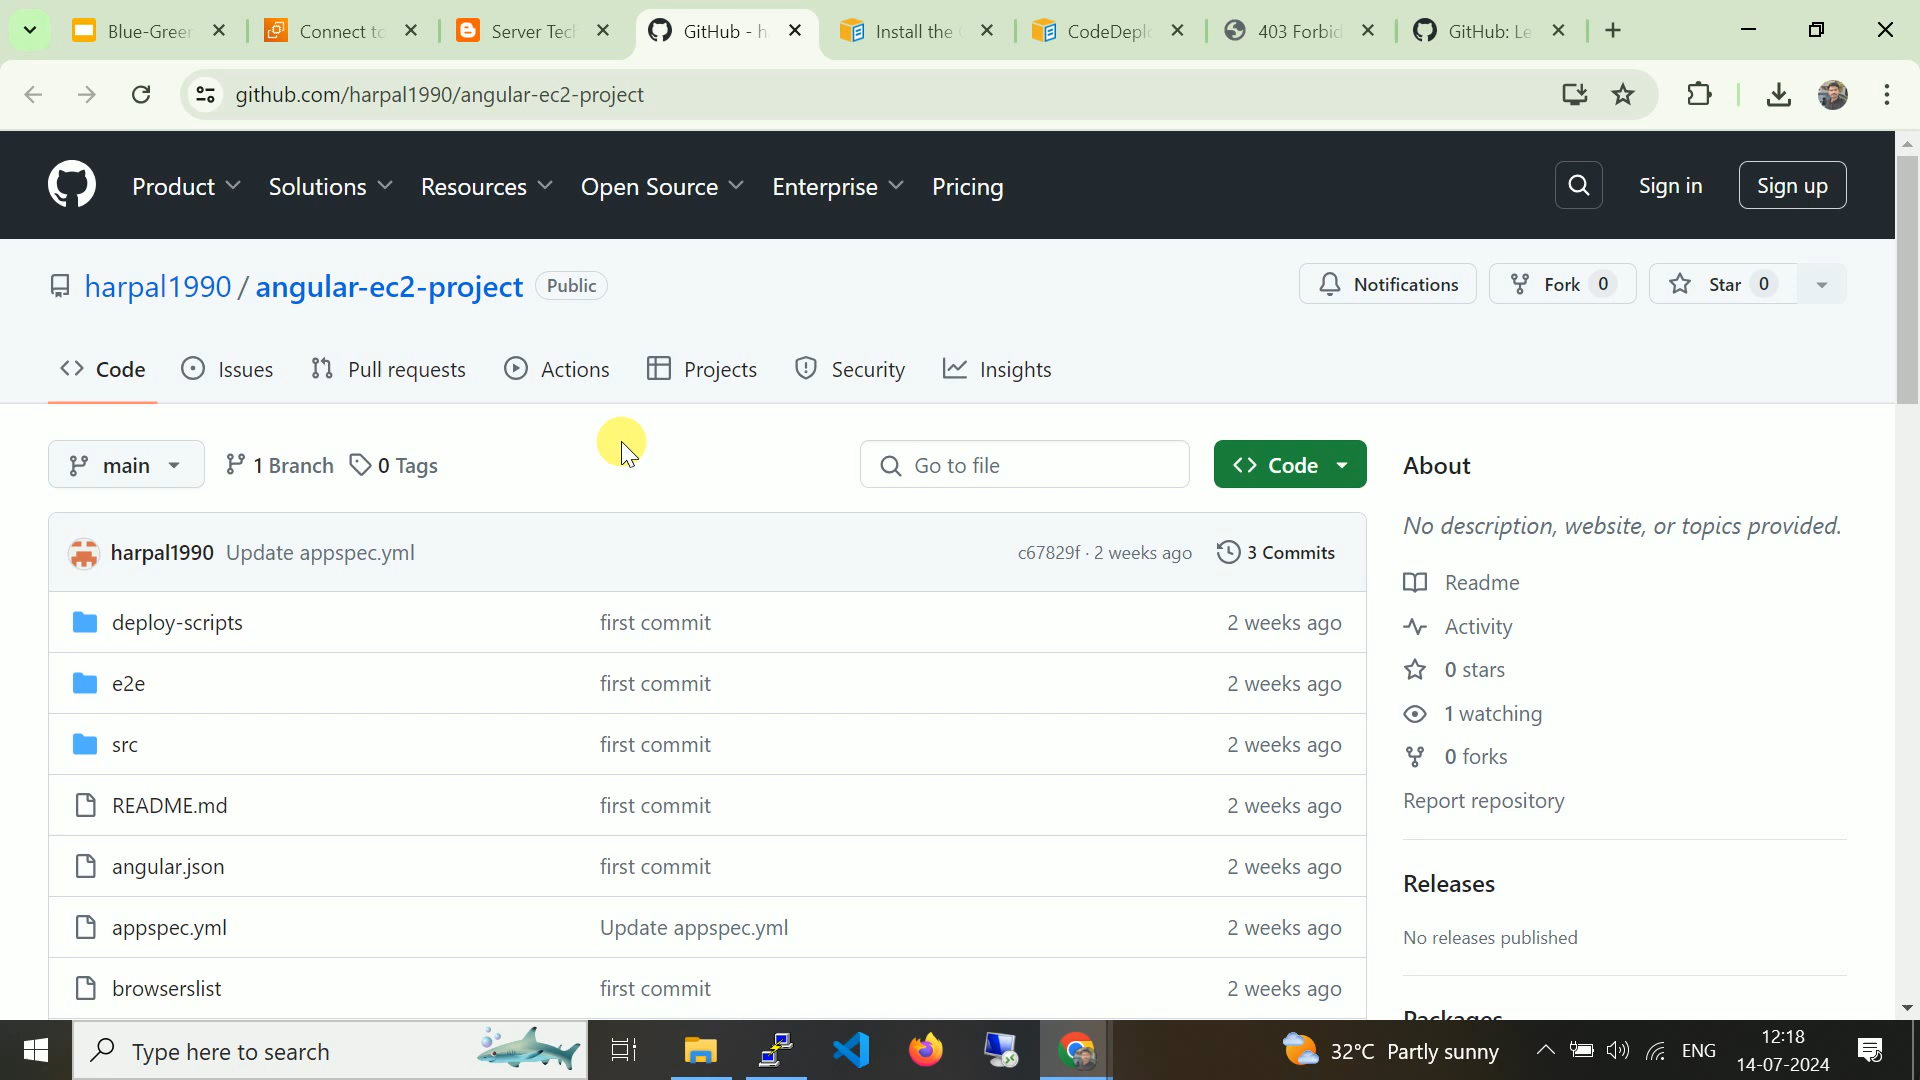 Blue-Green
Connect to
Server Tech
GitHub - ha
Install the
CodeDeplo
403 Forbid
GitHub: Le
github.com/harpal1990/angular-ec2-project
Product
Solutions
Resources
Open Source
Enterprise
Pricing
Sign in
Sign up
harpal1990 / angular-ec2-project Public
Notifications
Fork 0
Star 0
Code
Issues
Pull requests
Actions
Projects
Security
Insights
main
1 Branch
0 Tags
Go to file
Code
About
No description, website, or topics provided.
harpal1990 Update appspec.yml
c67829f · 2 weeks ago
3 Commits
deploy-scripts first commit 2 weeks ago
e2e first commit 2 weeks ago
src first commit 2 weeks ago
README.md first commit 2 weeks ago
angular.json first commit 2 weeks ago
appspec.yml Update appspec.yml 2 weeks ago
browserslist first commit 2 weeks ago
Readme
Activity
0 stars
1 watching
0 forks
Report repository
Releases
No releases published
Packages
Type here to search
32°C Partly sunny
ENG
12:18
14-07-2024